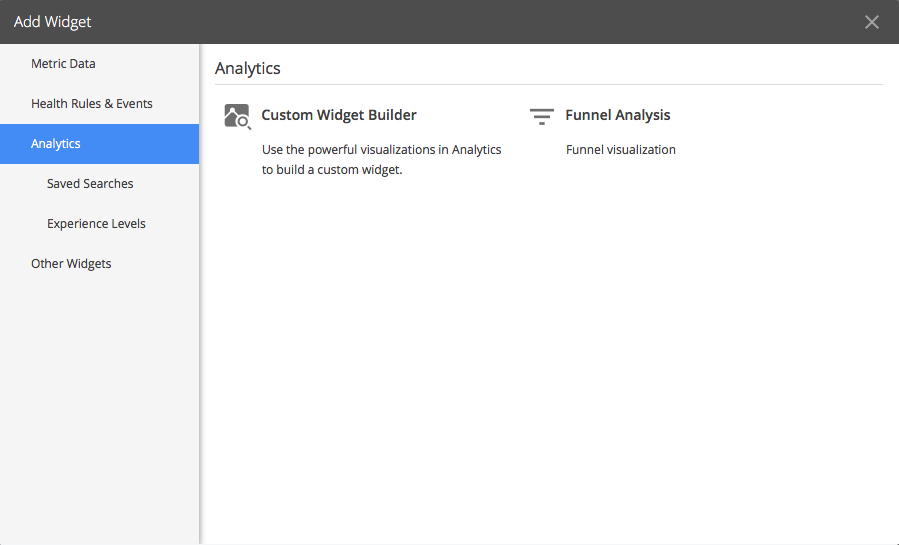 Add Widget
Metric Data
Health Rules & Events
Analytics
Saved Searches
Experience Levels
Other Widgets
Analytics
Custom Widget Builder
Use the powerful visualizations in Analytics
to build a custom widget.
Funnel Analysis
Funnel visualization